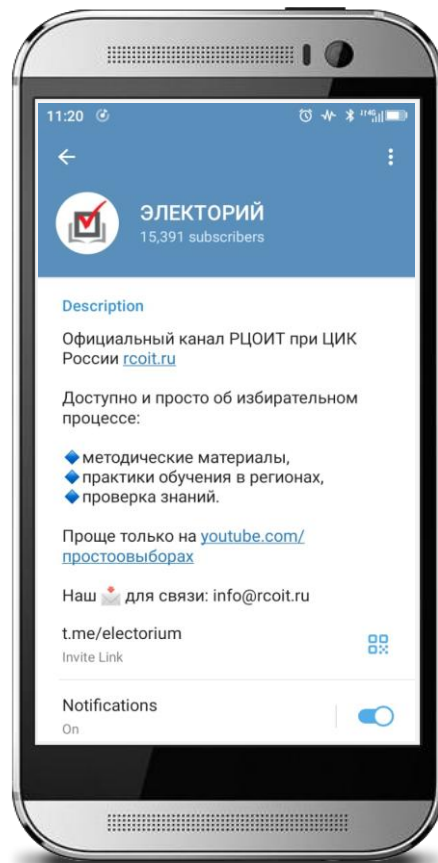 11:20
ЭЛЕКТОРИЙ
15,391 subscribers
Description
Официальный канал РЦОИТ при ЦИК
России rcoit.ru
Доступно и просто об избирательном
процессе:
🔷методические материалы,
🔷практики обучения в регионах,
🔷проверка знаний.
Проще только на youtube.com/
простоовыборах
Наш 📩 для связи: info@rcoit.ru
t.me/electorium
Invite Link
Notifications
On